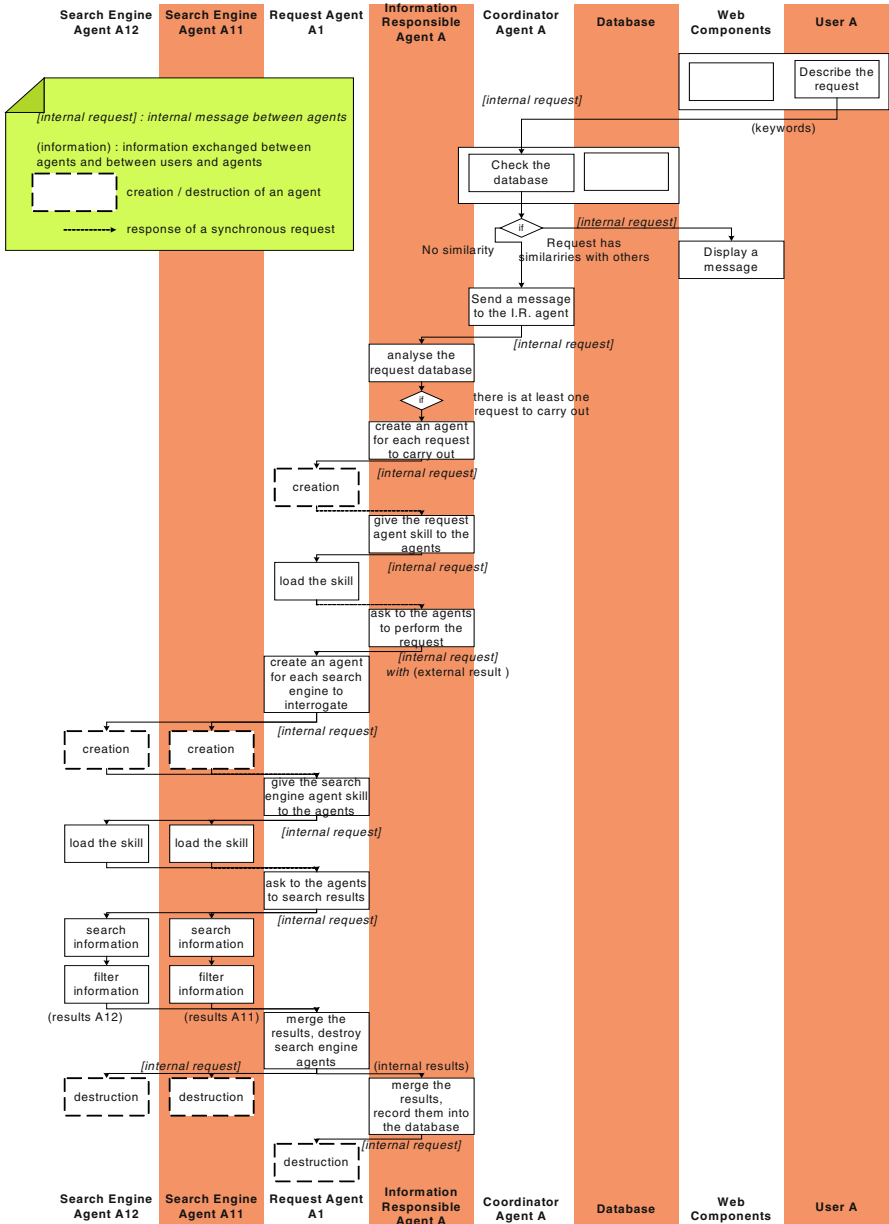 Search Engine
Agent A12
Search Engine
Agent A11
Request Agent
A1
Information
Responsible
Agent A
Coordinator
Agent A
Database
Web
Components
User A
Describe the
request
[internal request]
(keywords)
[internal request] : internal message between agents
(information) : information exchanged between
agents and between users and agents
creation / destruction of an agent
response of a synchronous request
Check the
database
if
[internal request]
No similarity
Request has
similariries with others
Display a
message
Send a message
to the I.R. agent
[internal request]
analyse the
request database
if
there is at least one
request to carry out
create an agent
for each request
to carry out
[internal request]
creation
give the request
agent skill to the
agents
[internal request]
load the skill
ask to the agents
to perform the
request
[internal request]
with (external result )
create an agent
for each search
engine to
interrogate
[internal request]
creation
creation
give the search
engine agent skill
to the agents
[internal request]
load the skill
load the skill
ask to the agents
to search results
[internal request]
search
information
search
information
filter
information
filter
information
(results A12)
(results A11)
merge the
results, destroy
search engine
agents
[internal request]
(internal results)
destruction
destruction
merge the
results,
record them into
the database
[internal request]
destruction
Search Engine
Agent A12
Search Engine
Agent A11
Request Agent
A1
Information
Responsible
Agent A
Coordinator
Agent A
Database
Web
Components
User A